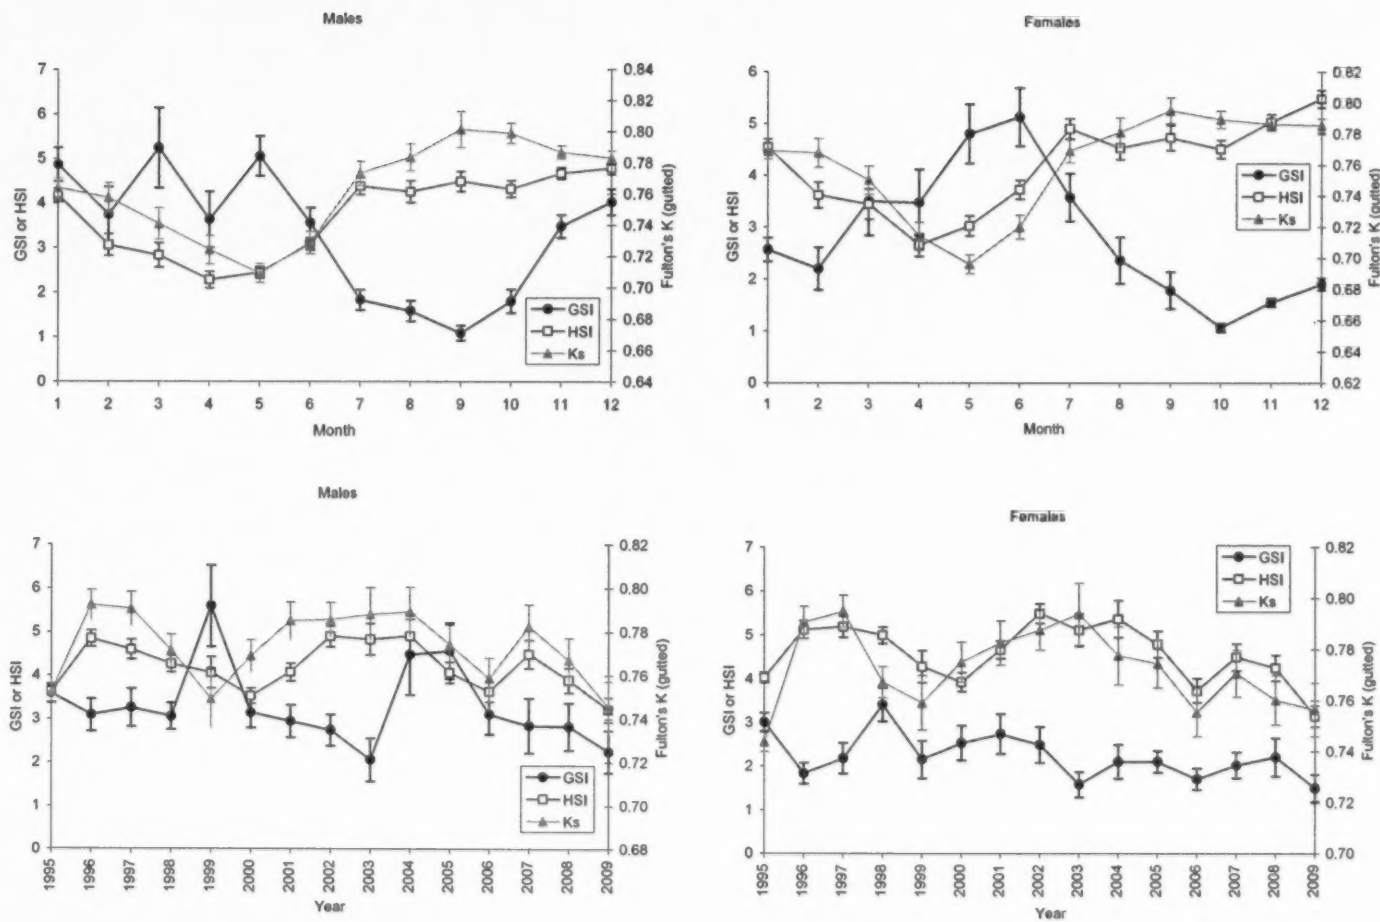 Males
7
6
5
4
3
2
1
0
GSI or HSI
0.84
0.82
0.80
0.78
0.76
0.74
0.72
0.70
0.68
0.66
0.64
Fulton's K (gutted)
GSI
HSI
Ks
1 2 3 4 5 6 7 8 9 10 11 12
Month
Females
6
5
4
3
2
1
0
GSI or HSI
0.82
0.80
0.78
0.76
0.74
0.72
0.70
0.68
0.66
0.64
0.62
Fulton's K (gutted)
GSI
HSI
Ks
1 2 3 4 5 6 7 8 9 10 11 12
Month
Males
7
6
5
4
3
2
1
0
GSI or HSI
0.82
0.80
0.78
0.76
0.74
0.72
0.70
0.68
Fulton's K (gutted)
GSI
HSI
Ks
1995 1996 1997 1998 1999 2000 2001 2002 2003 2004 2005 2006 2007 2008 2009
Year
Females
7
6
5
4
3
2
1
0
GSI or HSI
0.82
0.80
0.78
0.76
0.74
0.72
0.70
Fulton's K (gutted)
GSI
HSI
Ks
1995 1996 1997 1998 1999 2000 2001 2002 2003 2004 2005 2006 2007 2008 2009
Year